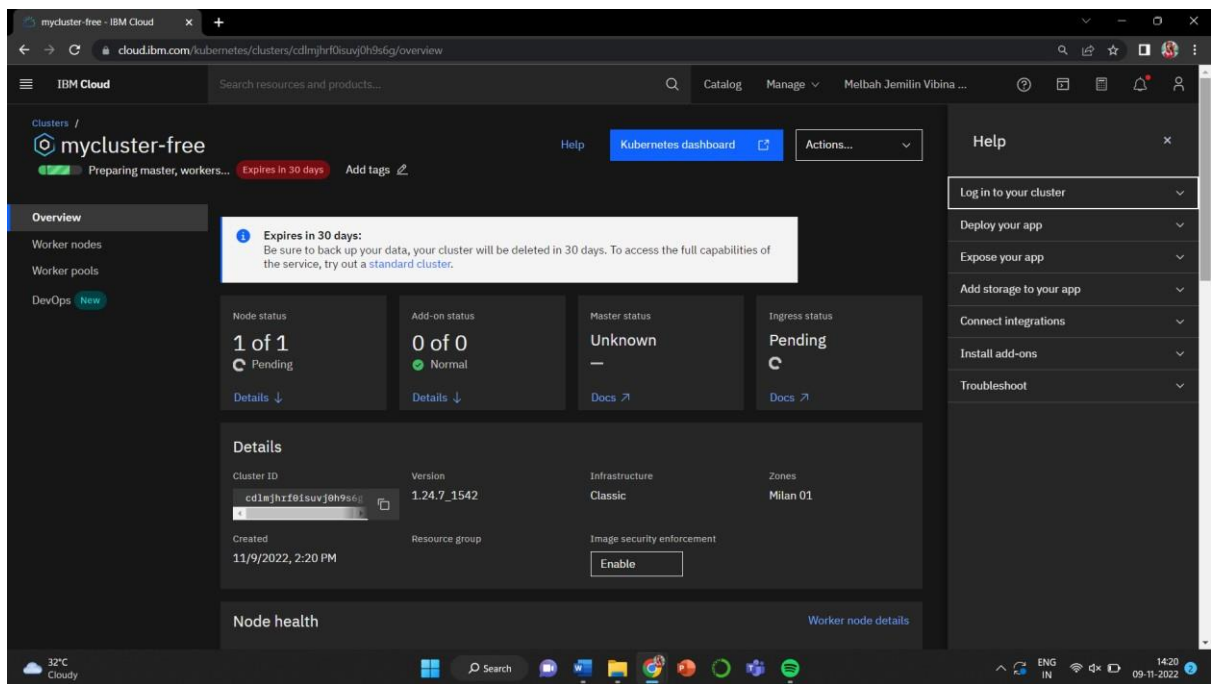 mycluster-free - IBM Cloud
cloud.ibm.com/kubernetes/clusters/cdlmjhrf0isuvj0h9s6g/overview
IBM Cloud
Search resources and products...
Catalog
Manage
Melbah Jemilin Vibina ...
Clusters /
mycluster-free
Help
Kubernetes dashboard
Actions...
Preparing master, workers...
Expires in 30 days
Add tags
Overview
Worker nodes
Worker pools
DevOps New
Expires in 30 days:
Be sure to back up your data, your cluster will be deleted in 30 days. To access the full capabilities of
the service, try out a standard cluster.
Node status
1 of 1
Pending
Details ↓
Add-on status
0 of 0
Normal
Details ↓
Master status
Unknown
—
Docs ↗
Ingress status
Pending
Docs ↗
Details
Cluster ID
cdlmjhrf0isuvj0h9s6g
Version
1.24.7_1542
Infrastructure
Classic
Zones
Milan 01
Created
11/9/2022, 2:20 PM
Resource group
Image security enforcement
Enable
Node health
Worker node details
Help
Log in to your cluster
Deploy your app
Expose your app
Add storage to your app
Connect integrations
Install add-ons
Troubleshoot
32°C
Cloudy
Search
ENG
IN
14:20
09-11-2022
2